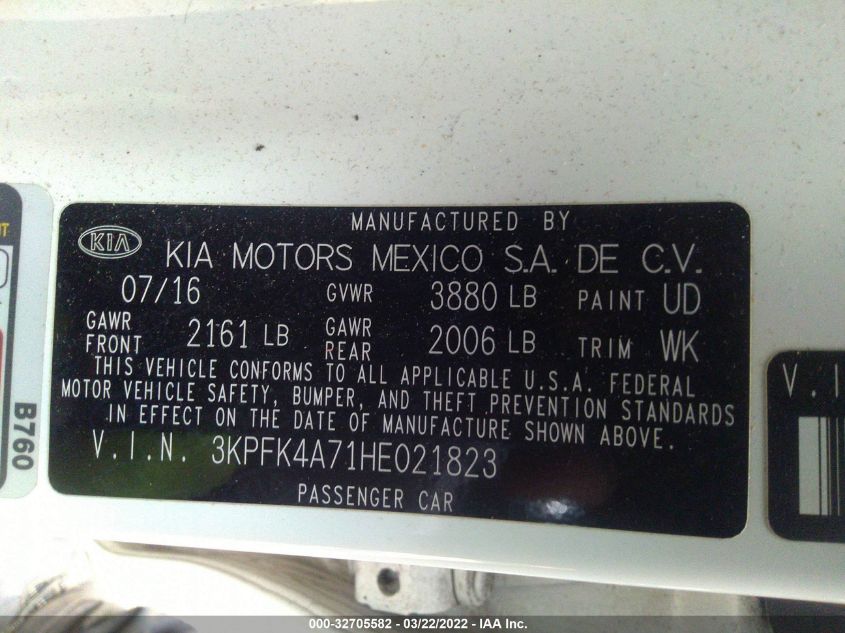 MANUFACTURED BY
KIA KIA MOTORS MEXICO S.A. DE C.V.
07/16 GVWR 3880 LB PAINT UD
GAWR FRONT 2161 LB GAWR REAR 2006 LB TRIM WK
THIS VEHICLE CONFORMS TO ALL APPLICABLE U.S.A. FEDERAL
MOTOR VEHICLE SAFETY, BUMPER, AND THEFT PREVENTION STANDARDS
IN EFFECT ON THE DATE OF MANUFACTURE SHOWN ABOVE.
V.I.N. 3KPFK4A71HE021823
PASSENGER CAR
B760
V.I
000-32705582 - 03/22/2022 - IAA Inc.